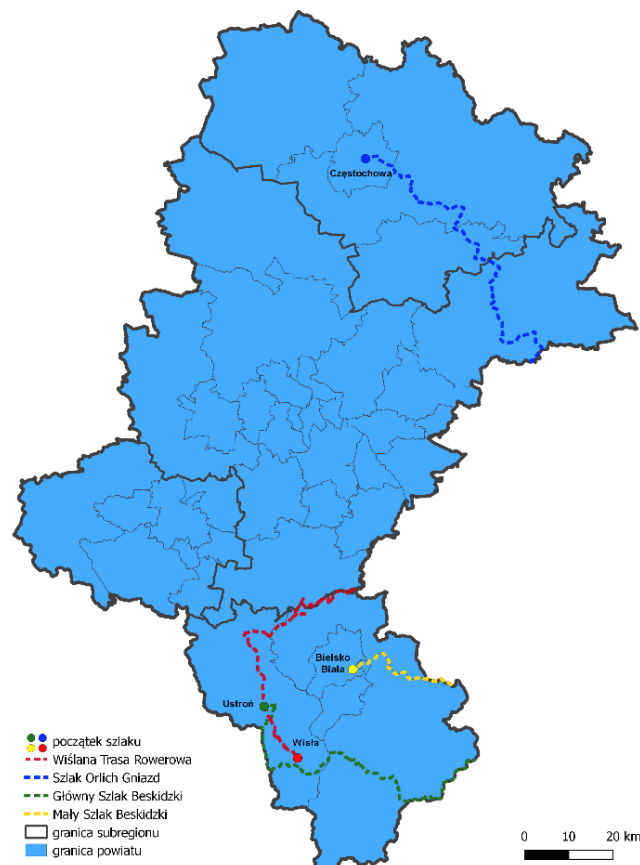 Częstochowa
Bielsko
Biała
Ustroń
Wisła
początek szlaku
Wiślana Trasa Rowerowa
Szlak Orlich Gniazd
Główny Szlak Beskidzki
Mały Szlak Beskidzki
granica subregionu
granica powiatu
0 10 20 km